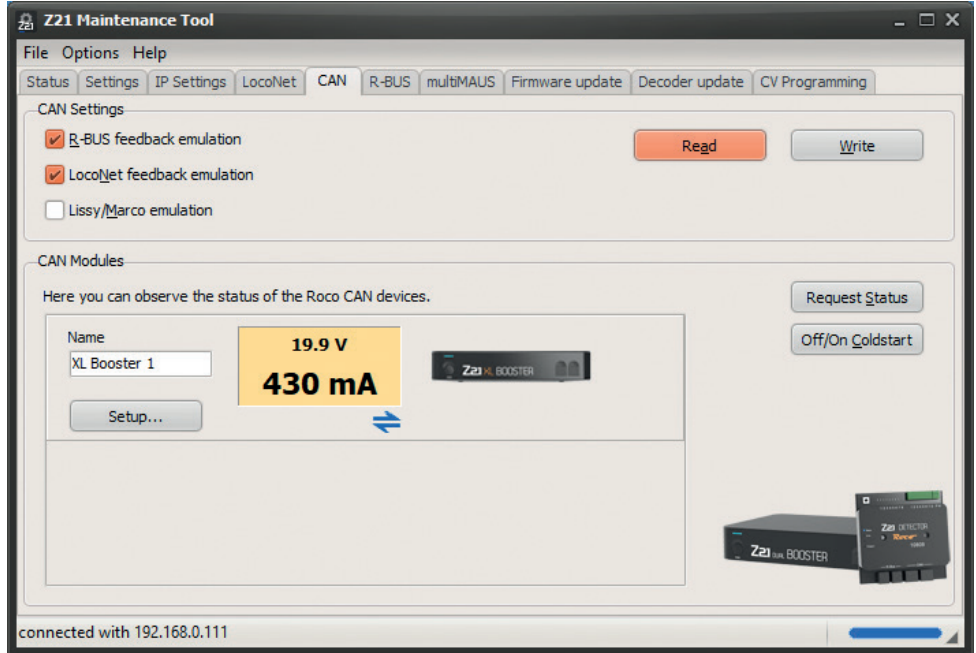 Z21 Maintenance Tool
File Options Help
Status Settings IP Settings LocoNet CAN R-BUS multiMAUS Firmware update Decoder update CV Programming
CAN Settings
R-BUS feedback emulation
Read Write
LocoNet feedback emulation
Lissy/Marco emulation
CAN Modules
Here you can observe the status of the Roco CAN devices.
Request Status
Name
XL Booster 1
19.9 V
430 mA
Z21 XL BOOSTER
Off/On Coldstart
Setup...
Z21 DUAL BOOSTER
Z21 DETECTOR
Roco
connected with 192.168.0.111